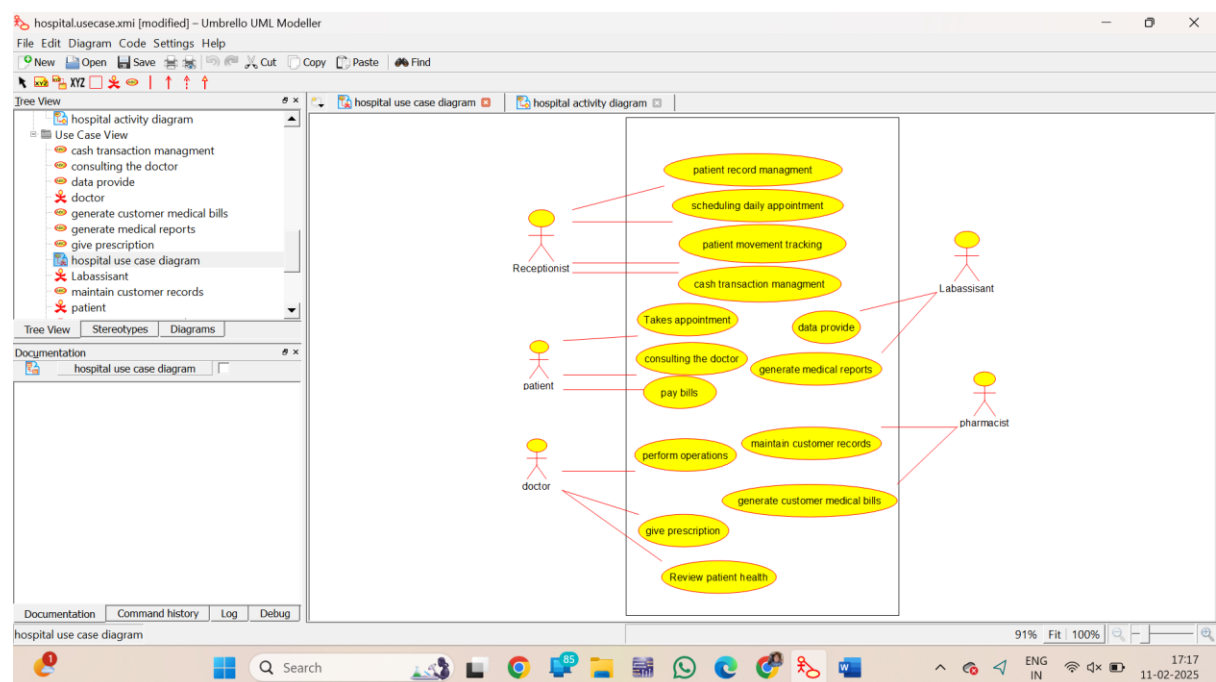 hospital.usecase.xmi [modified] – Umbrello UML Modeller
File Edit Diagram Code Settings Help
New Open Save Cut Copy Paste Find
XYZ
Tree View
hospital use case diagram
hospital activity diagram
hospital activity diagram
Use Case View
cash transaction managment
consulting the doctor
data provide
doctor
generate customer medical bills
generate medical reports
give prescription
hospital use case diagram
Labassisant
maintain customer records
patient
Tree View Stereotypes Diagrams
Documentation
hospital use case diagram
Documentation Command history Log Debug
patient record managment
scheduling daily appointment
patient movement tracking
Receptionist
cash transaction managment
Labassisant
Takes appointment
data provide
consulting the doctor
generate medical reports
patient
pay bills
pharmacist
maintain customer records
perform operations
doctor
generate customer medical bills
give prescription
Review patient health
hospital use case diagram
91% Fit 100%
1
Search
85
ENG
IN
17:17
11-02-2025